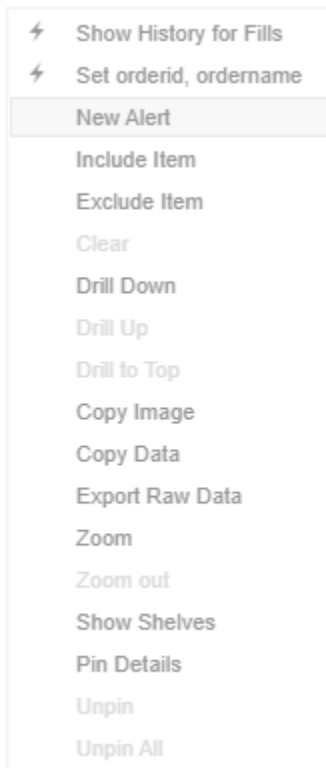 Show History for Fills
Set orderid, ordername
New Alert
Include Item
Exclude Item
Clear
Drill Down
Drill Up
Drill to Top
Copy Image
Copy Data
Export Raw Data
Zoom
Zoom out
Show Shelves
Pin Details
Unpin
Unpin All